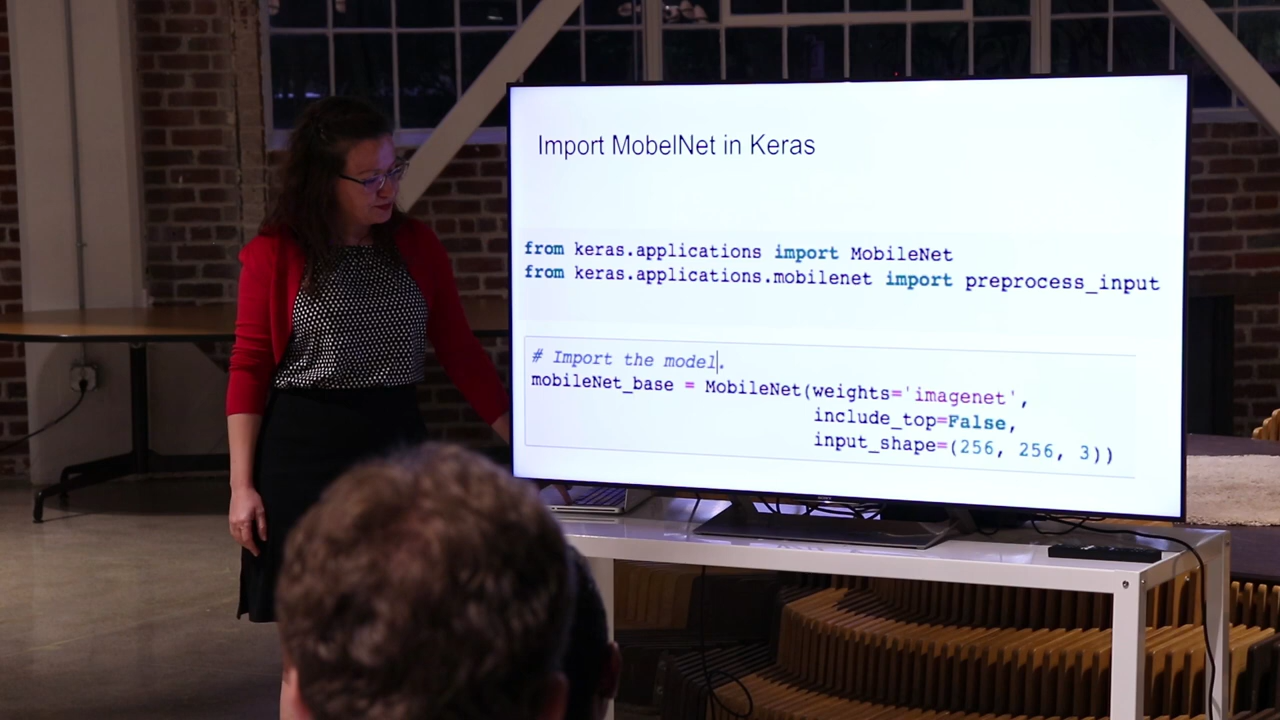 Import MobelNet in Keras
from keras.applications import MobileNet
from keras.applications.mobilenet import preprocess_input
# Import the model.
mobileNet_base = MobileNet(weights='imagenet',
include_top=False,
input_shape=(256, 256, 3))
SONY